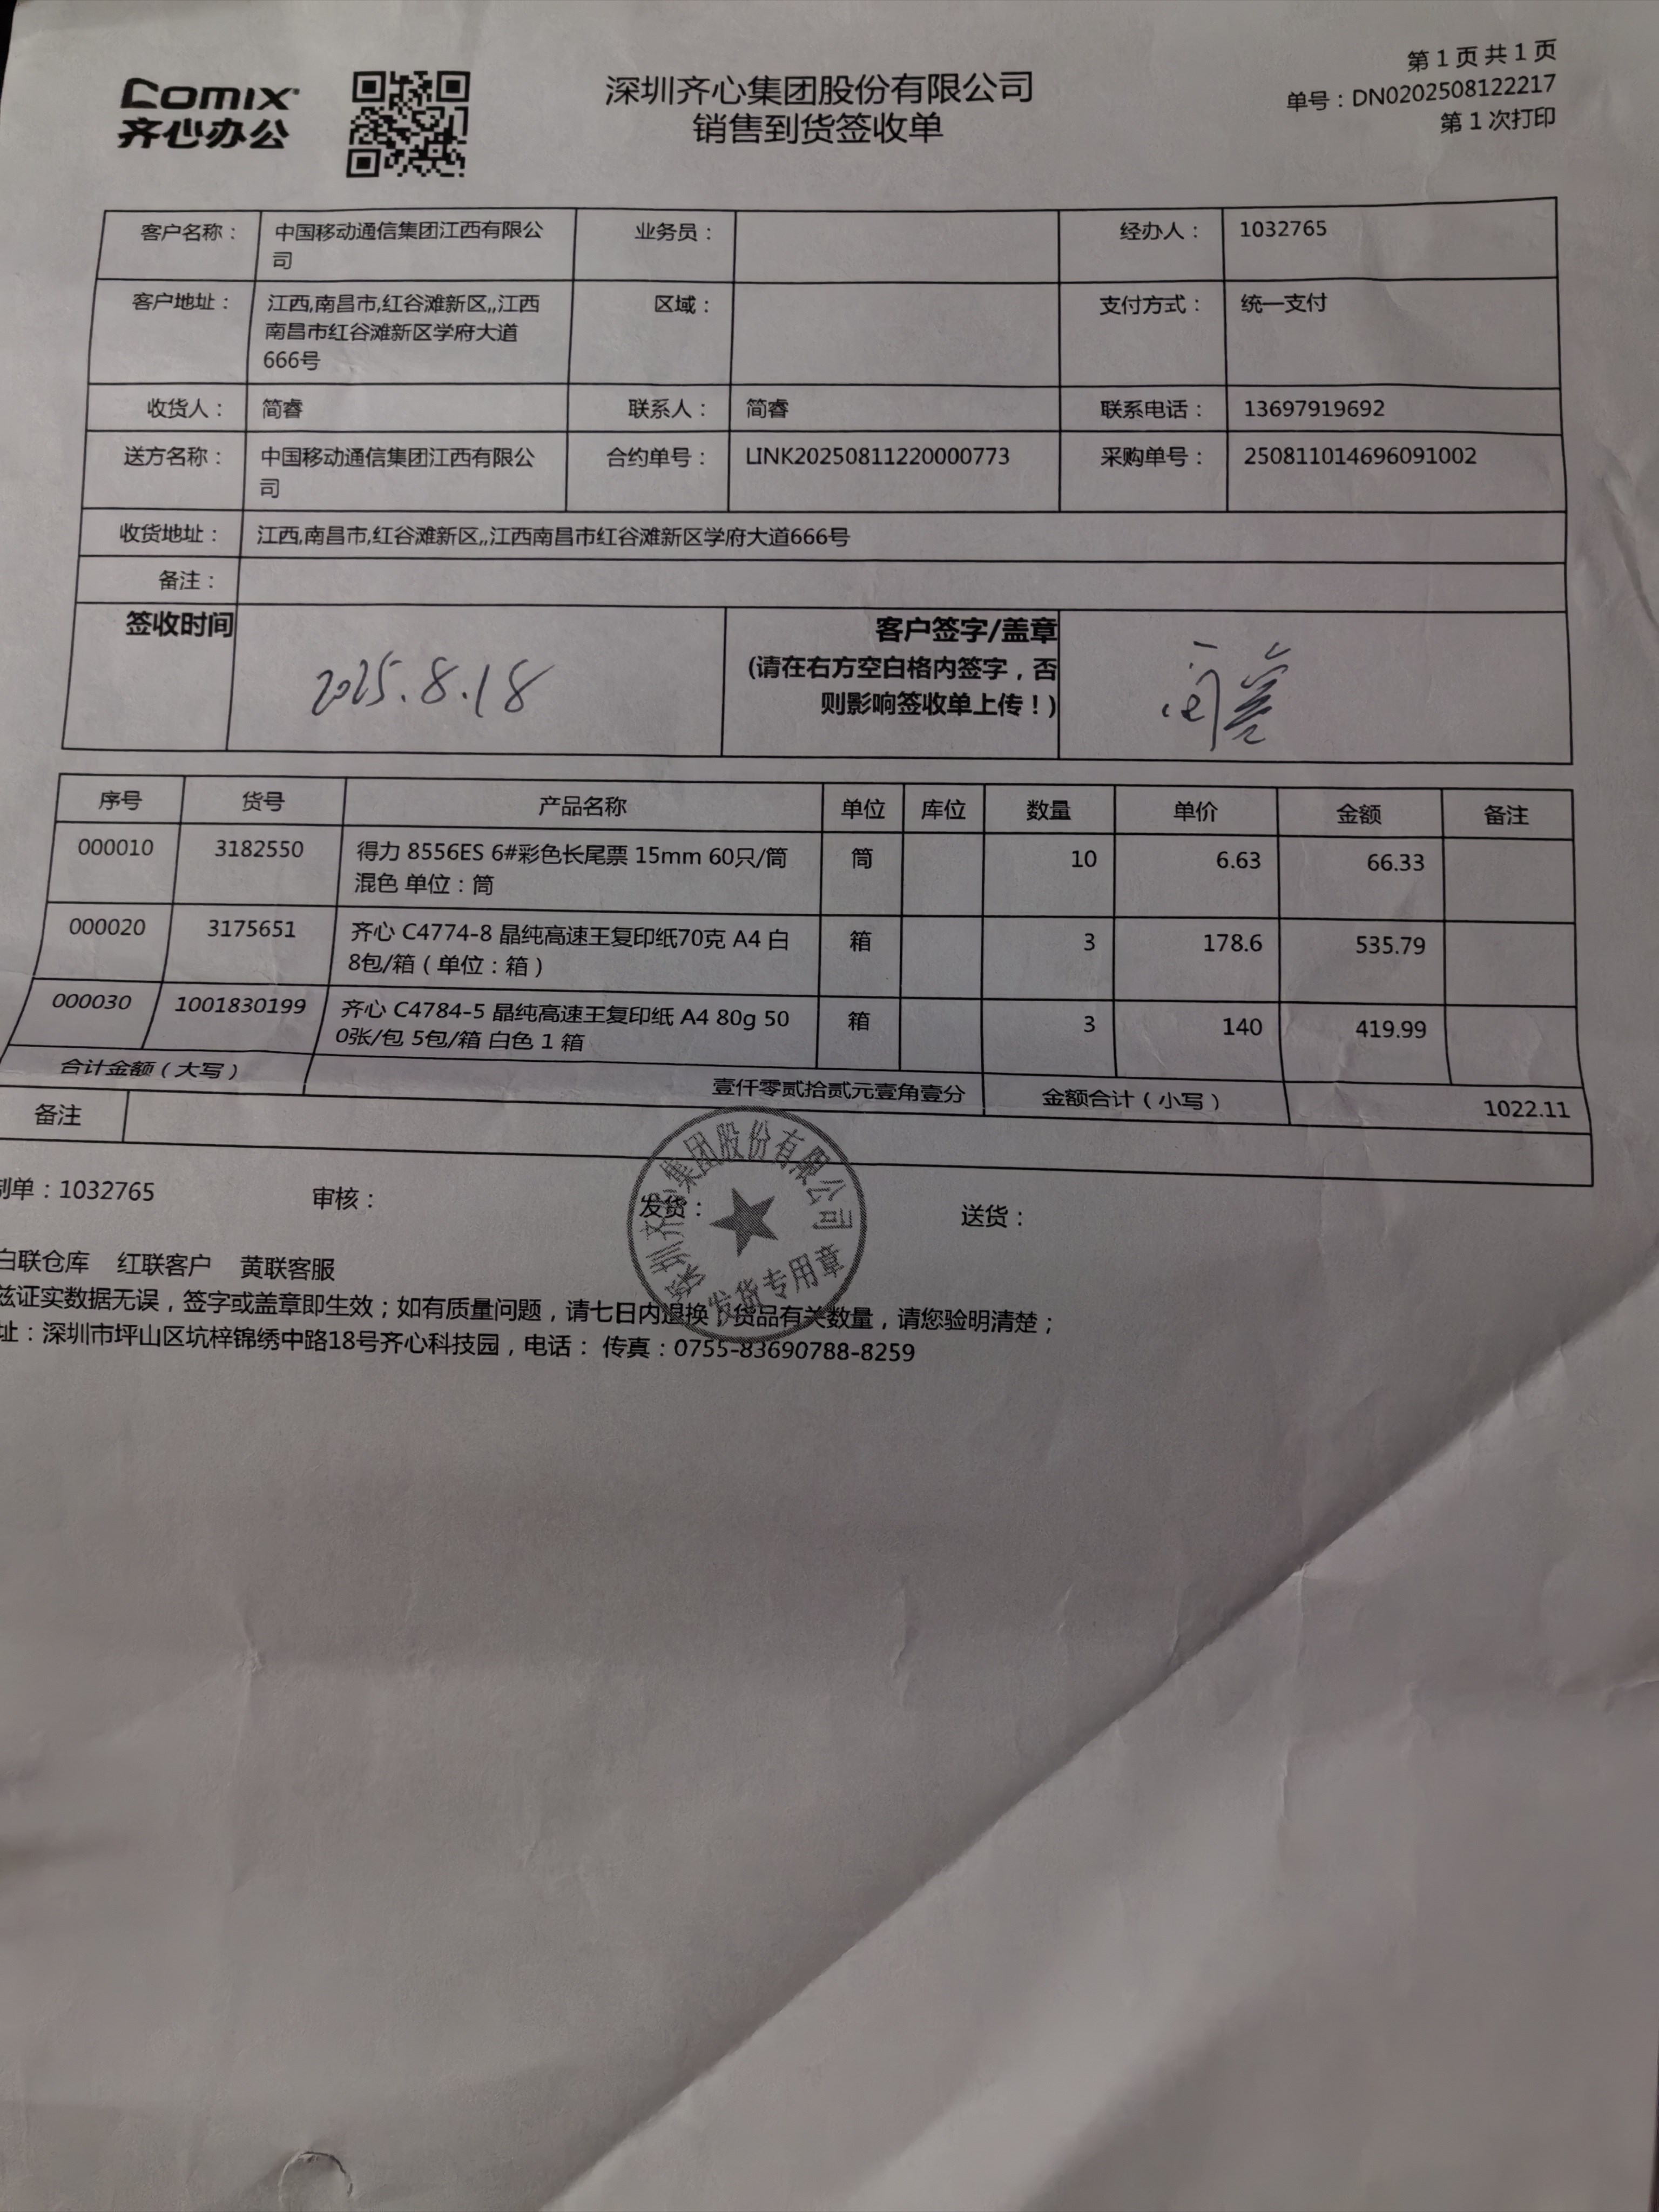 Comix
齐心办公
深圳齐心集团股份有限公司
销售到货签收单
第 1 页 共 1 页
单号：DN0202508122217
第 1 次打印
客户名称： 中国移动通信集团江西有限公司 业务员： 经办人： 1032765
客户地址： 江西,南昌市,红谷滩新区,,江西南昌市红谷滩新区学府大道666号 区域： 支付方式： 统一支付
收货人： 简睿 联系人： 简睿 联系电话： 13697919692
送方名称： 中国移动通信集团江西有限公司 合约单号： LINK20250811220000773 采购单号： 250811014696091002
收货地址： 江西,南昌市,红谷滩新区,,江西南昌市红谷滩新区学府大道666号
备注：
签收时间 2025.8.18 客户签字/盖章
(请在右方空白格内签字，否
则影响签收单上传！)
简睿
序号 货号 产品名称 单位 库位 数量 单价 金额 备注
000010 3182550 得力 8556ES 6#彩色长尾票 15mm 60只/筒 混色 单位：筒 筒 10 6.63 66.33
000020 3175651 齐心 C4774-8 晶纯高速王复印纸70克 A4 白 8包/箱（单位：箱） 箱 3 178.6 535.79
000030 1001830199 齐心 C4784-5 晶纯高速王复印纸 A4 80g 500张/包 5包/箱 白色 1 箱 箱 3 140 419.99
合计金额（大写） 壹仟零贰拾贰元壹角壹分 金额合计（小写） 1022.11
备注
制单：1032765 审核： 发货： 送货：
深圳齐心集团股份有限公司
发货专用章
白联仓库 红联客户 黄联客服
兹证实数据无误，签字或盖章即生效；如有质量问题，请七日内退换，货品有关数量，请您验明清楚；
址：深圳市坪山区坑梓锦绣中路18号齐心科技园，电话： 传真：0755-83690788-8259